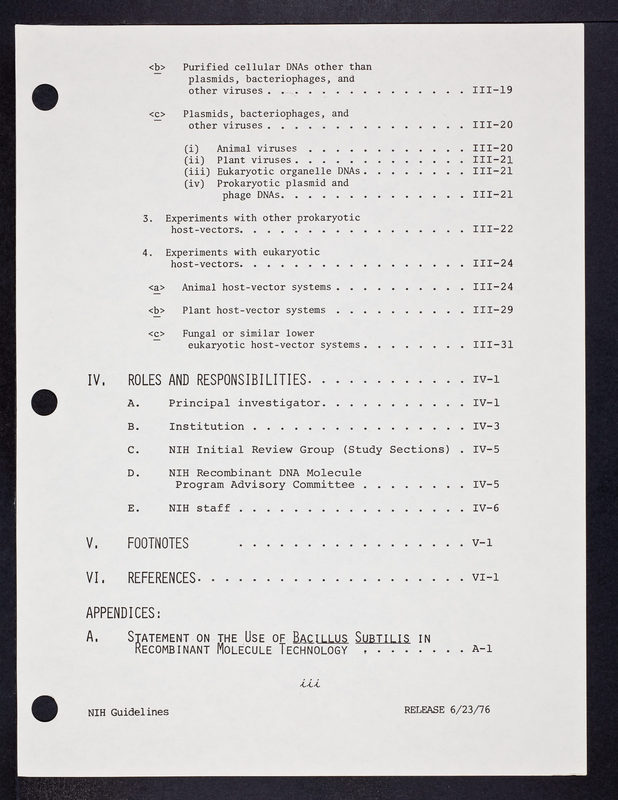 <b> Purified cellular DNAs other than
plasmids, bacteriophages, and
other viruses . . . . . . . . . . . . . . . . III-19
<c> Plasmids, bacteriophages, and
other viruses . . . . . . . . . . . . . . . . III-20
(i) Animal viruses . . . . . . . . . . . . . III-20
(ii) Plant viruses . . . . . . . . . . . . . . III-21
(iii) Eukaryotic organelle DNAs . . . . . . . . III-21
(iv) Prokaryotic plasmid and
phage DNAs . . . . . . . . . . . . . . . III-21
3. Experiments with other prokaryotic
host-vectors . . . . . . . . . . . . . . . . . . III-22
4. Experiments with eukaryotic
host-vectors . . . . . . . . . . . . . . . . . . III-24
<a> Animal host-vector systems . . . . . . . . . . . III-24
<b> Plant host-vector systems . . . . . . . . . . . III-29
<c> Fungal or similar lower
eukaryotic host-vector systems . . . . . . . . III-31
IV. ROLES AND RESPONSIBILITIES . . . . . . . . . . . . IV-1
A. Principal investigator . . . . . . . . . . . . IV-1
B. Institution . . . . . . . . . . . . . . . . IV-3
C. NIH Initial Review Group (Study Sections) . IV-5
D. NIH Recombinant DNA Molecule
Program Advisory Committee . . . . . . . . IV-5
E. NIH staff . . . . . . . . . . . . . . . . . IV-6
V. FOOTNOTES . . . . . . . . . . . . . . . . . V-1
VI. REFERENCES . . . . . . . . . . . . . . . . . . . . VI-1
APPENDICES:
A. STATEMENT ON THE USE OF BACILLUS SUBTILIS IN
RECOMBINANT MOLECULE TECHNOLOGY . . . . . . . . A-1
iii
NIH Guidelines RELEASE 6/23/76